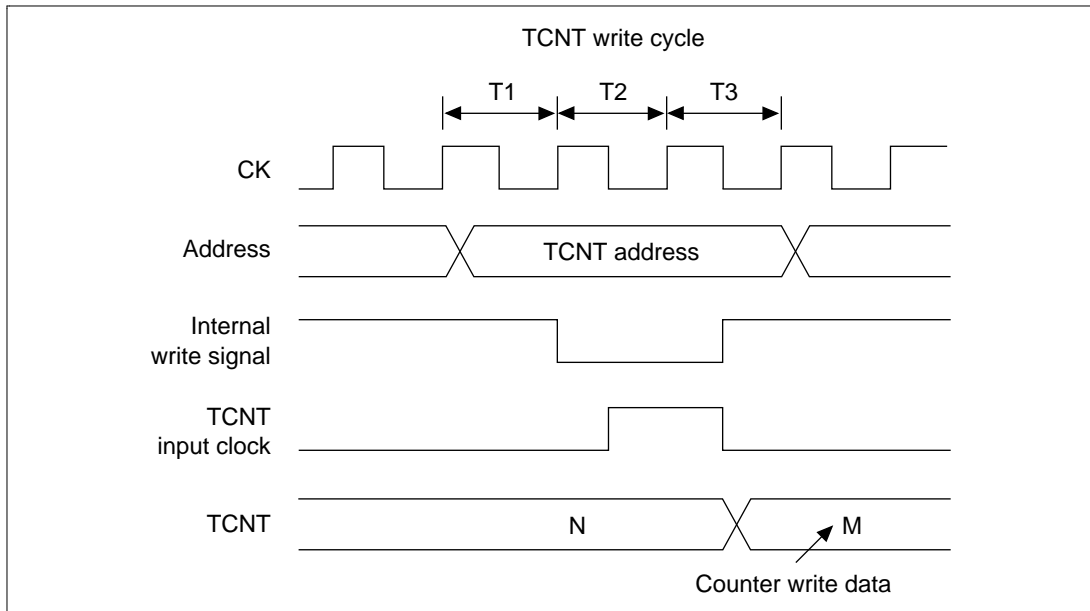 TCNT write cycle
T1 T2 T3
CK
Address
TCNT address
Internal
write signal
TCNT
input clock
TCNT
N
M
Counter write data